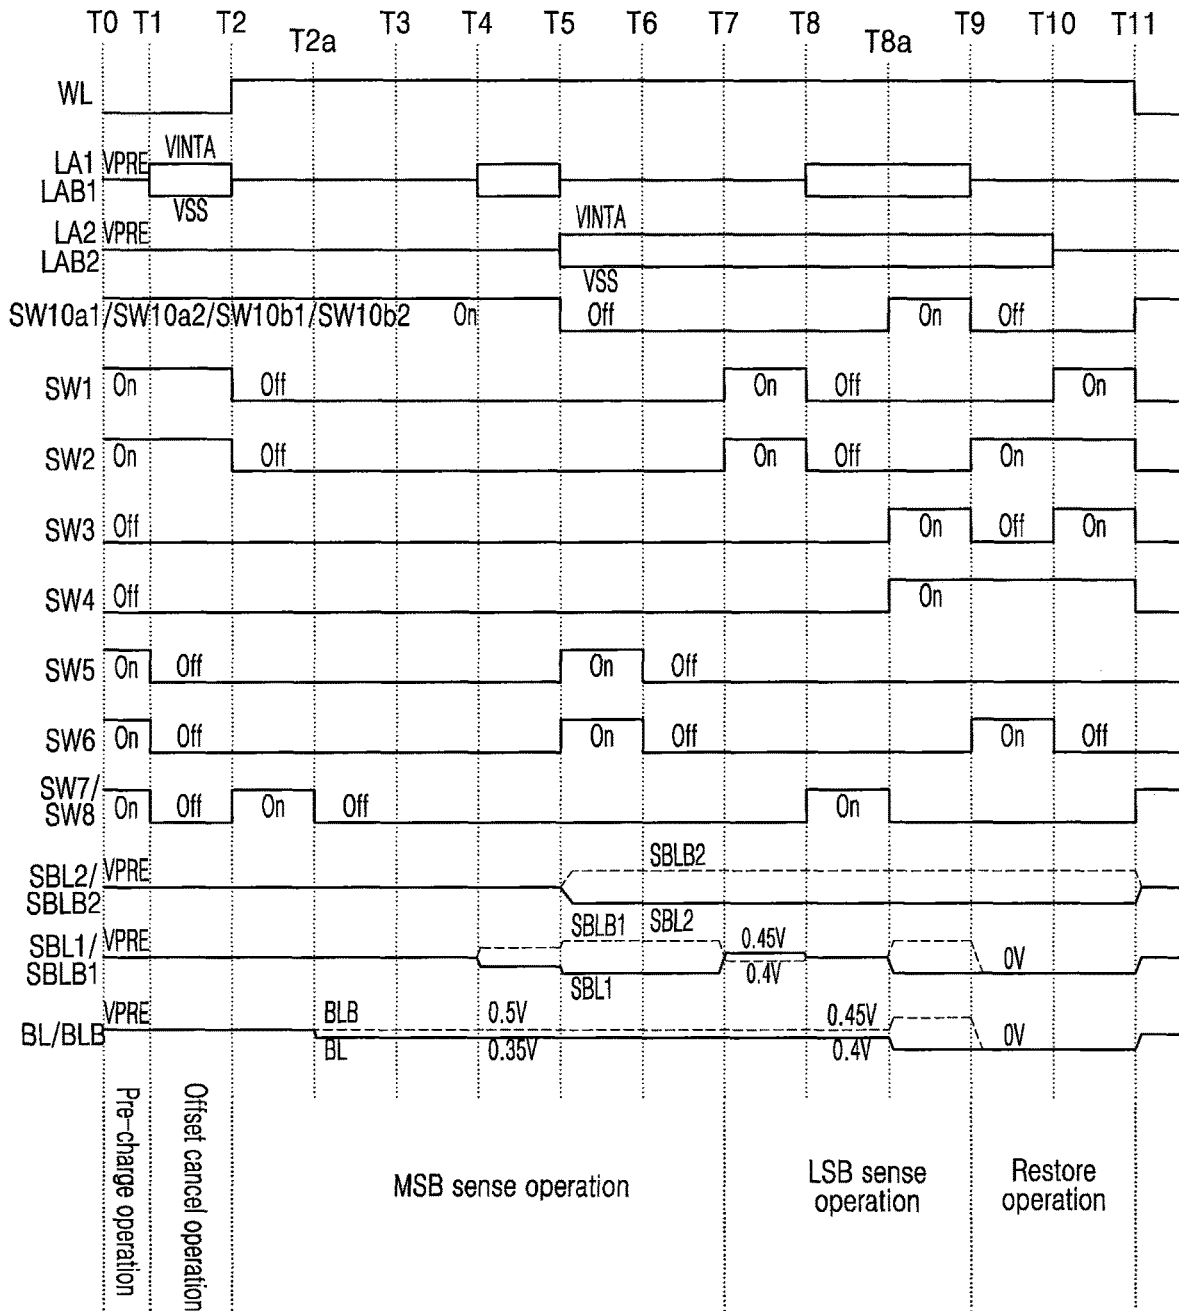 T0 T1 T2 T2a T3 T4 T5 T6 T7 T8 T8a T9 T10 T11
WL
LA1 VPRE VINTA
LAB1 VSS
LA2 VPRE VINTA
LAB2 VSS
SW10a1/SW10a2/SW10b1/SW10b2 On Off On Off
SW1 On Off On Off On
SW2 On Off On Off On
SW3 Off On Off On
SW4 Off On
SW5 On Off On Off
SW6 On Off On Off On Off
SW7/
SW8 On Off On Off On
SBL2/ VPRE SBLB2
SBLB2 SBL2
SBL1/ VPRE SBLB1 0.45V
SBLB1 SBL1 0.4V 0V
BL/BLB VPRE BLB 0.5V 0.45V 0V
BL 0.35V 0.4V
Pre-charge operation
Offset cancel operation
MSB sense operation
LSB sense
operation
Restore
operation